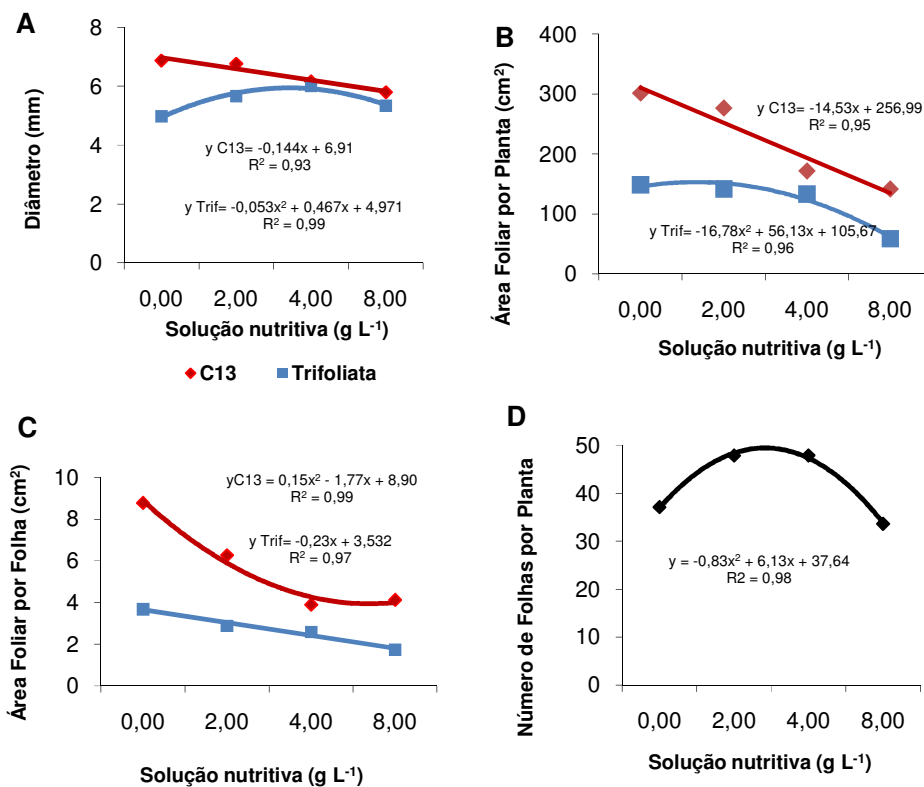 A
Diâmetro (mm)
8
6
4
2
0
y C13= -0,144x + 6,91
R² = 0,93
y Trif= -0,053x² + 0,467x + 4,971
R² = 0,99
0,00 2,00 4,00 8,00
Solução nutritiva (g L⁻¹)
C13 Trifoliata
B
Área Foliar por Planta (cm²)
400
300
200
100
0
y C13= -14,53x + 256,99
R² = 0,95
y Trif= -16,78x² + 56,13x + 105,67
R² = 0,96
0,00 2,00 4,00 8,00
Solução nutritiva (g L⁻¹)
C
Área Foliar por Folha (cm²)
10
8
6
4
2
0
yC13 = 0,15x² - 1,77x + 8,90
R² = 0,99
y Trif= -0,23x + 3,532
R² = 0,97
0,00 2,00 4,00 8,00
Solução nutritiva (g L⁻¹)
D
Número de Folhas por Planta
50
40
30
20
10
0
y = -0,83x² + 6,13x + 37,64
R2 = 0,98
0,00 2,00 4,00 8,00
Solução nutritiva (g L⁻¹)